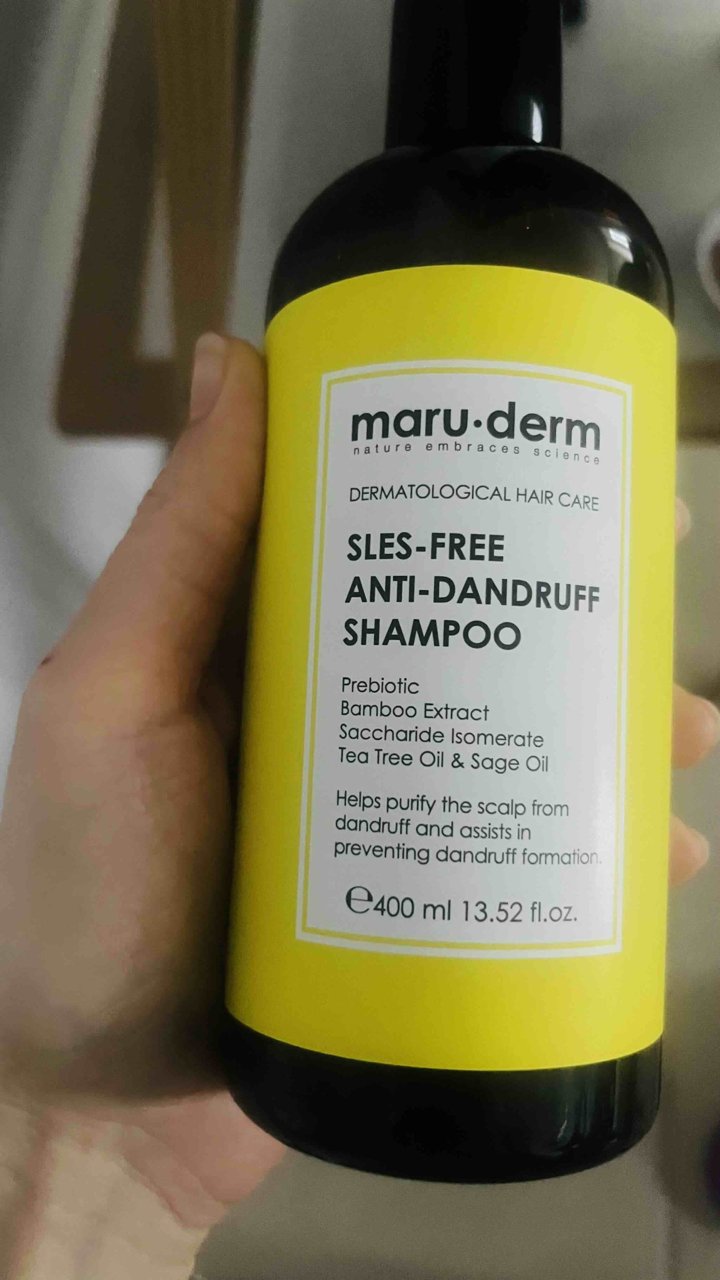 maru·derm
nature embraces science
DERMATOLOGICAL HAIR CARE
SLES-FREE
ANTI-DANDRUFF
SHAMPOO
Prebiotic
Bamboo Extract
Saccharide Isomerate
Tea Tree Oil & Sage Oil
Helps purify the scalp from
dandruff and assists in
preventing dandruff formation.
℮400 ml 13.52 fl.oz.